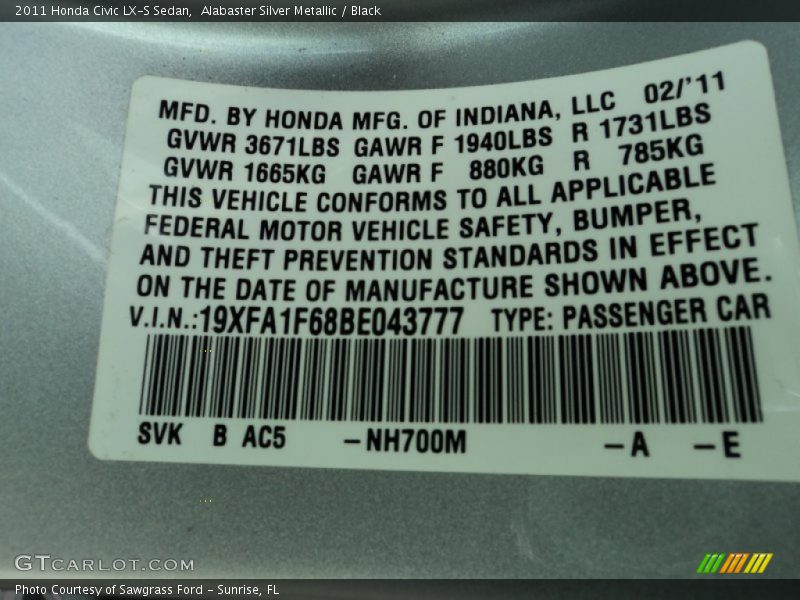 2011 Honda Civic LX-S Sedan,  Alabaster Silver Metallic / Black
MFD. BY HONDA MFG. OF INDIANA, LLC 02/'11
GVWR 3671LBS GAWR F 1940LBS R 1731LBS
GVWR 1665KG GAWR F 880KG R 785KG
THIS VEHICLE CONFORMS TO ALL APPLICABLE
FEDERAL MOTOR VEHICLE SAFETY, BUMPER,
AND THEFT PREVENTION STANDARDS IN EFFECT
ON THE DATE OF MANUFACTURE SHOWN ABOVE.
V.I.N.:19XFA1F68BE043777 TYPE: PASSENGER CAR
SVK B AC5 -NH700M -A -E
GTCARLOT.COM
Photo Courtesy of Sawgrass Ford - Sunrise, FL